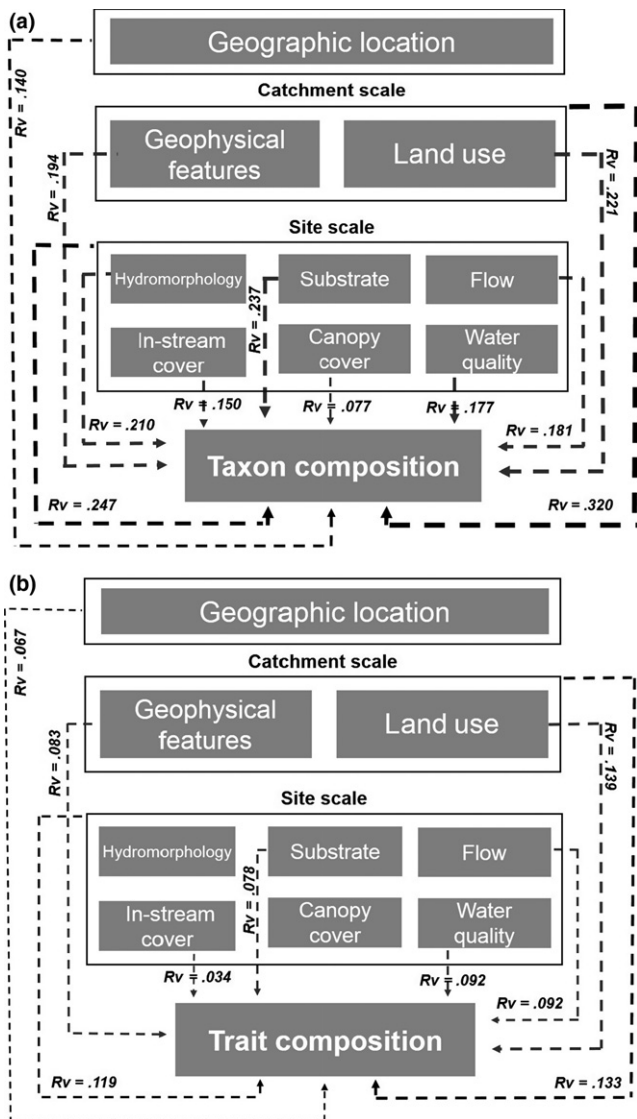 (a)
Geographic location
Rv = .140
Catchment scale
Geophysical
features
Land use
Rv = .194
Rv = .221
Site scale
Hydromorphology
Substrate
Flow
Rv = .237
In-stream
cover
Canopy
cover
Water
quality
Rv = .150
Rv = .077
Rv = .177
Rv = .210
Rv = .181
Taxon composition
Rv = .247
Rv = .320
(b)
Geographic location
Rv = .067
Catchment scale
Geophysical
features
Land use
Rv = .083
Rv = .139
Site scale
Hydromorphology
Substrate
Flow
Rv = .078
In-stream
cover
Canopy
cover
Water
quality
Rv = .034
Rv = .092
Rv = .092
Trait composition
Rv = .119
Rv = .133